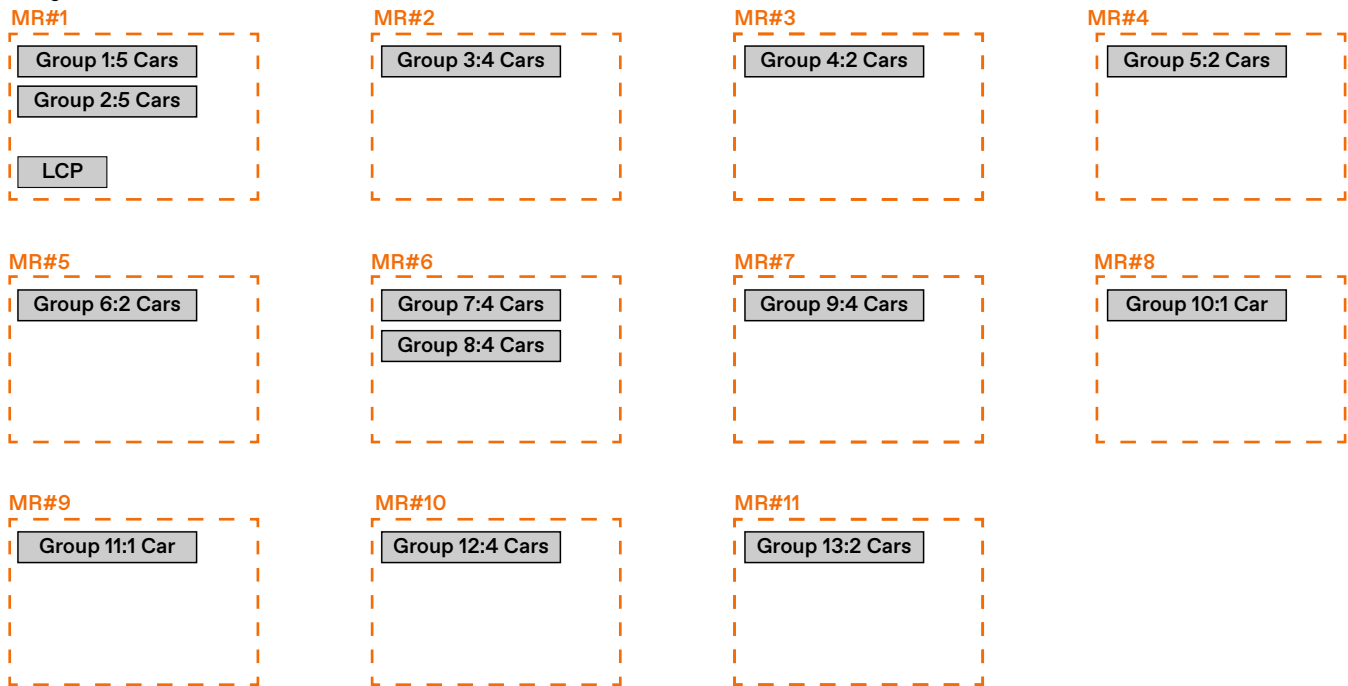 MR#1
Group 1:5 Cars
Group 2:5 Cars
LCP
MR#2
Group 3:4 Cars
MR#3
Group 4:2 Cars
MR#4
Group 5:2 Cars
MR#5
Group 6:2 Cars
MR#6
Group 7:4 Cars
Group 8:4 Cars
MR#7
Group 9:4 Cars
MR#8
Group 10:1 Car
MR#9
Group 11:1 Car
MR#10
Group 12:4 Cars
MR#11
Group 13:2 Cars